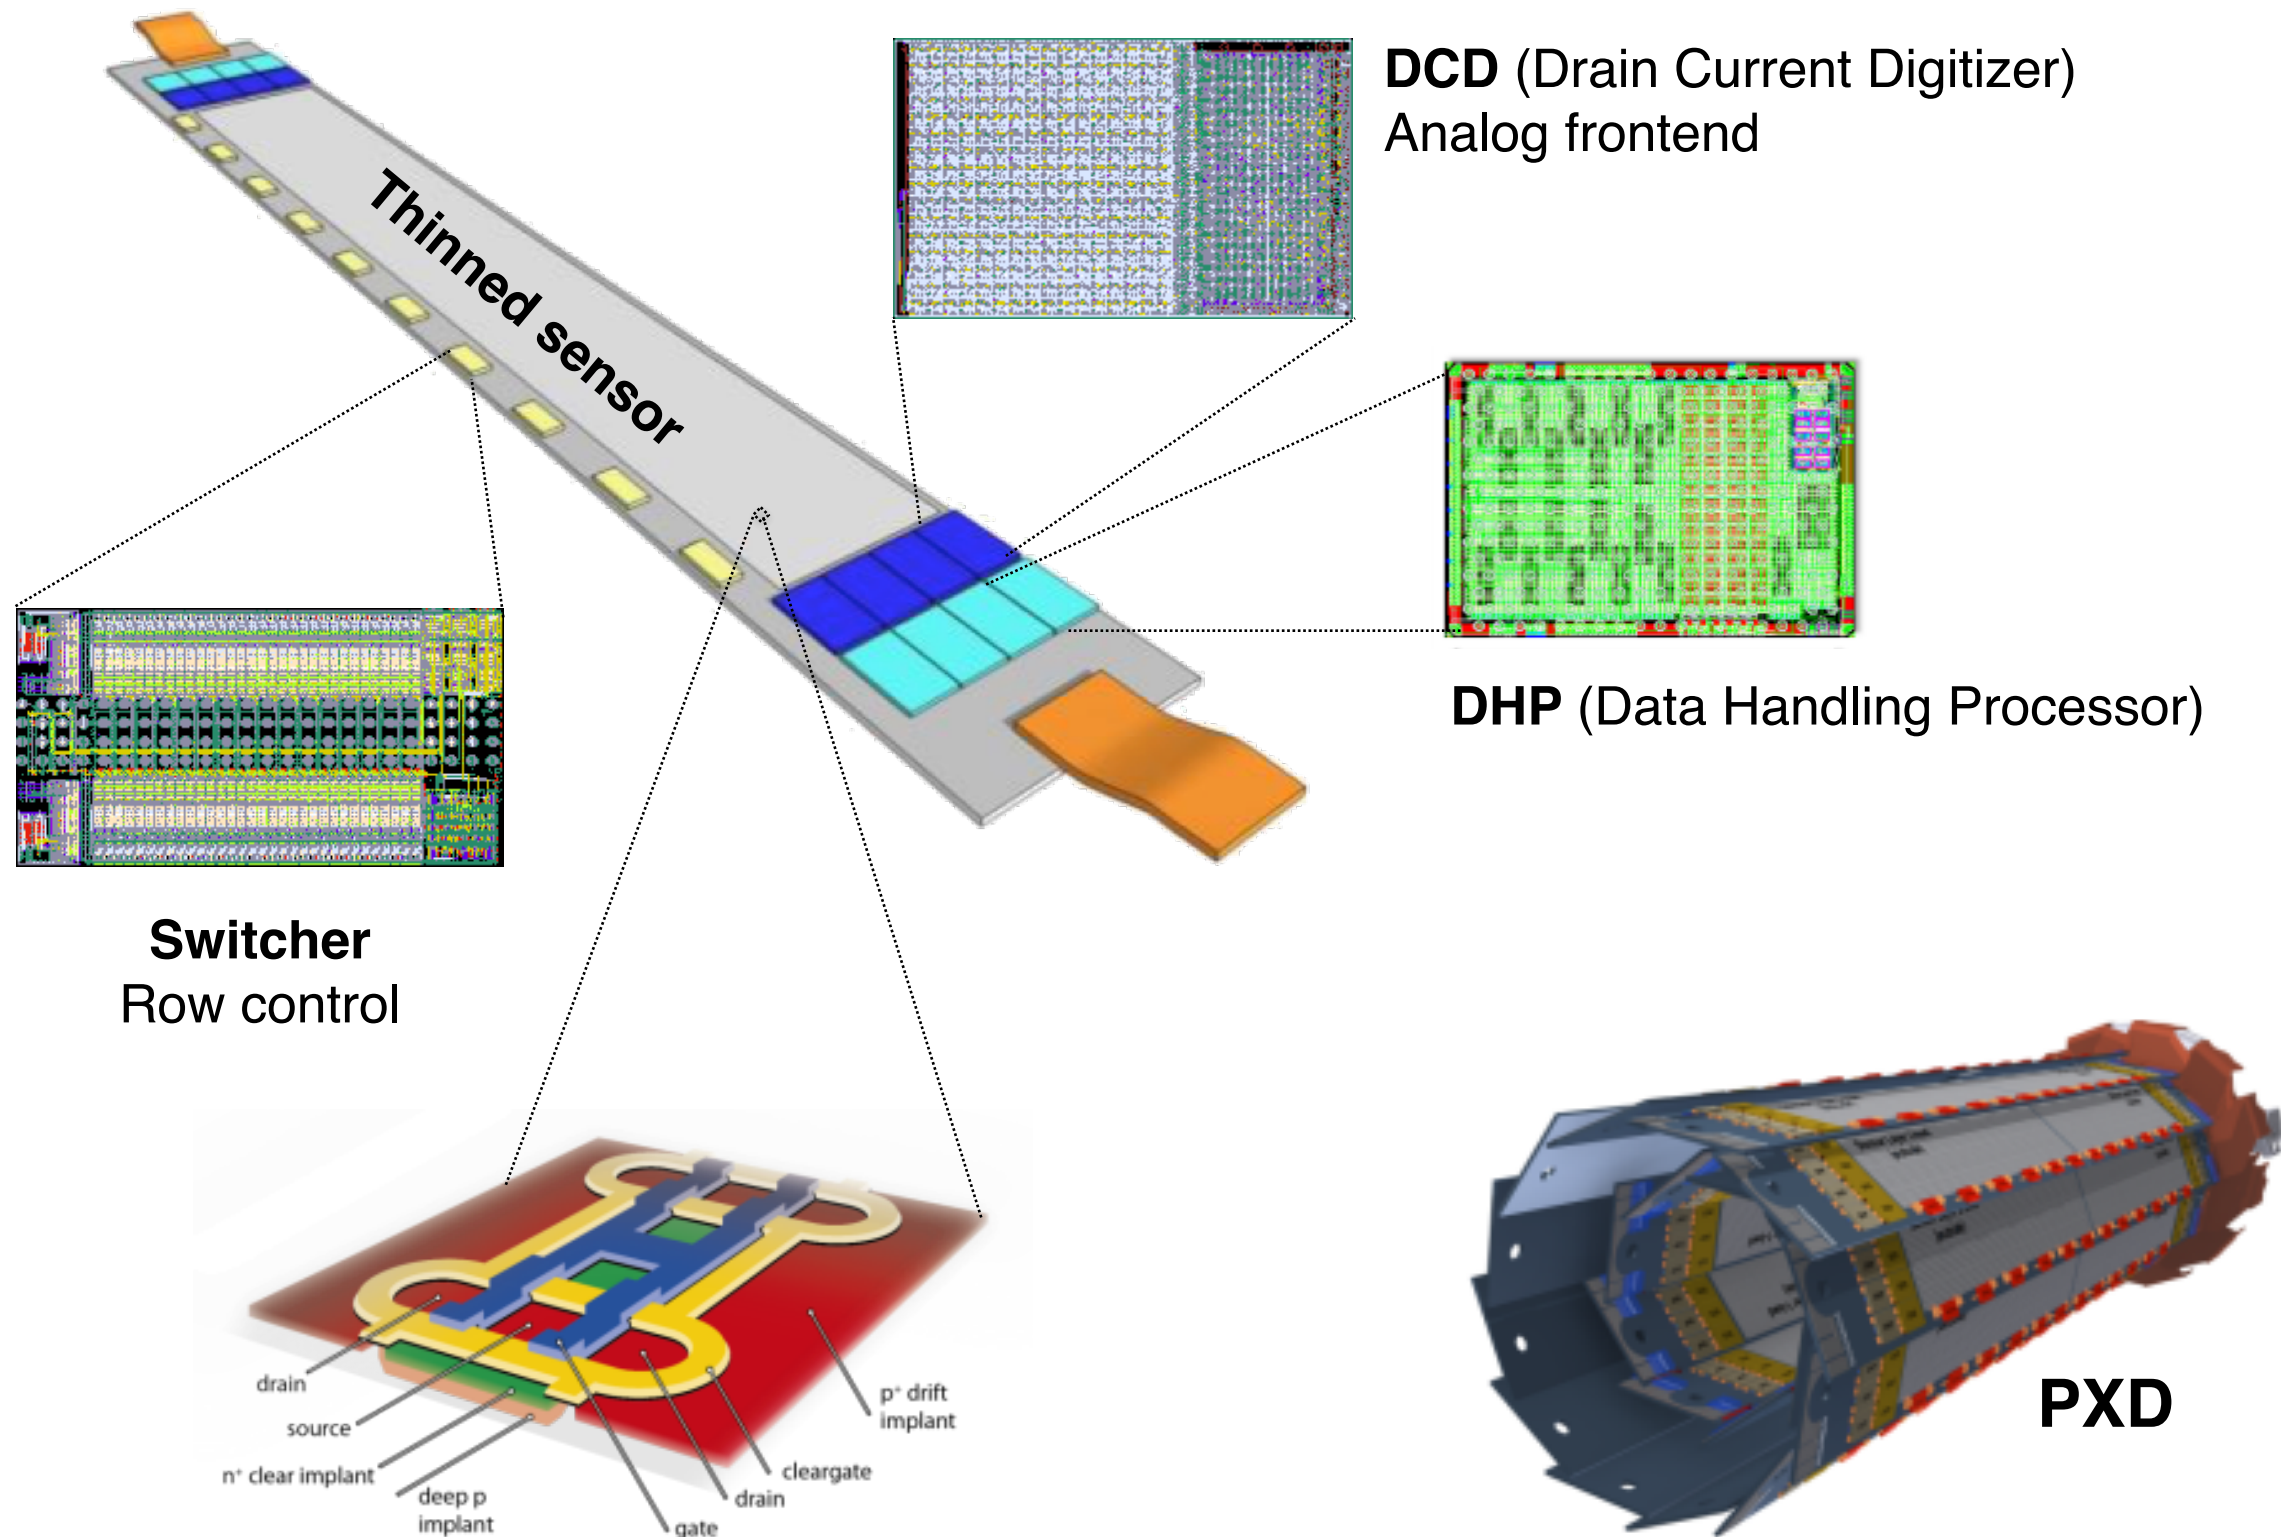 DCD (Drain Current Digitizer)
Analog frontend
Thinned sensor
DHP (Data Handling Processor)
Switcher
Row control
drain
source
n⁺ clear implant
deep p
implant
gate
drain
cleargate
p⁺ drift
implant
PXD